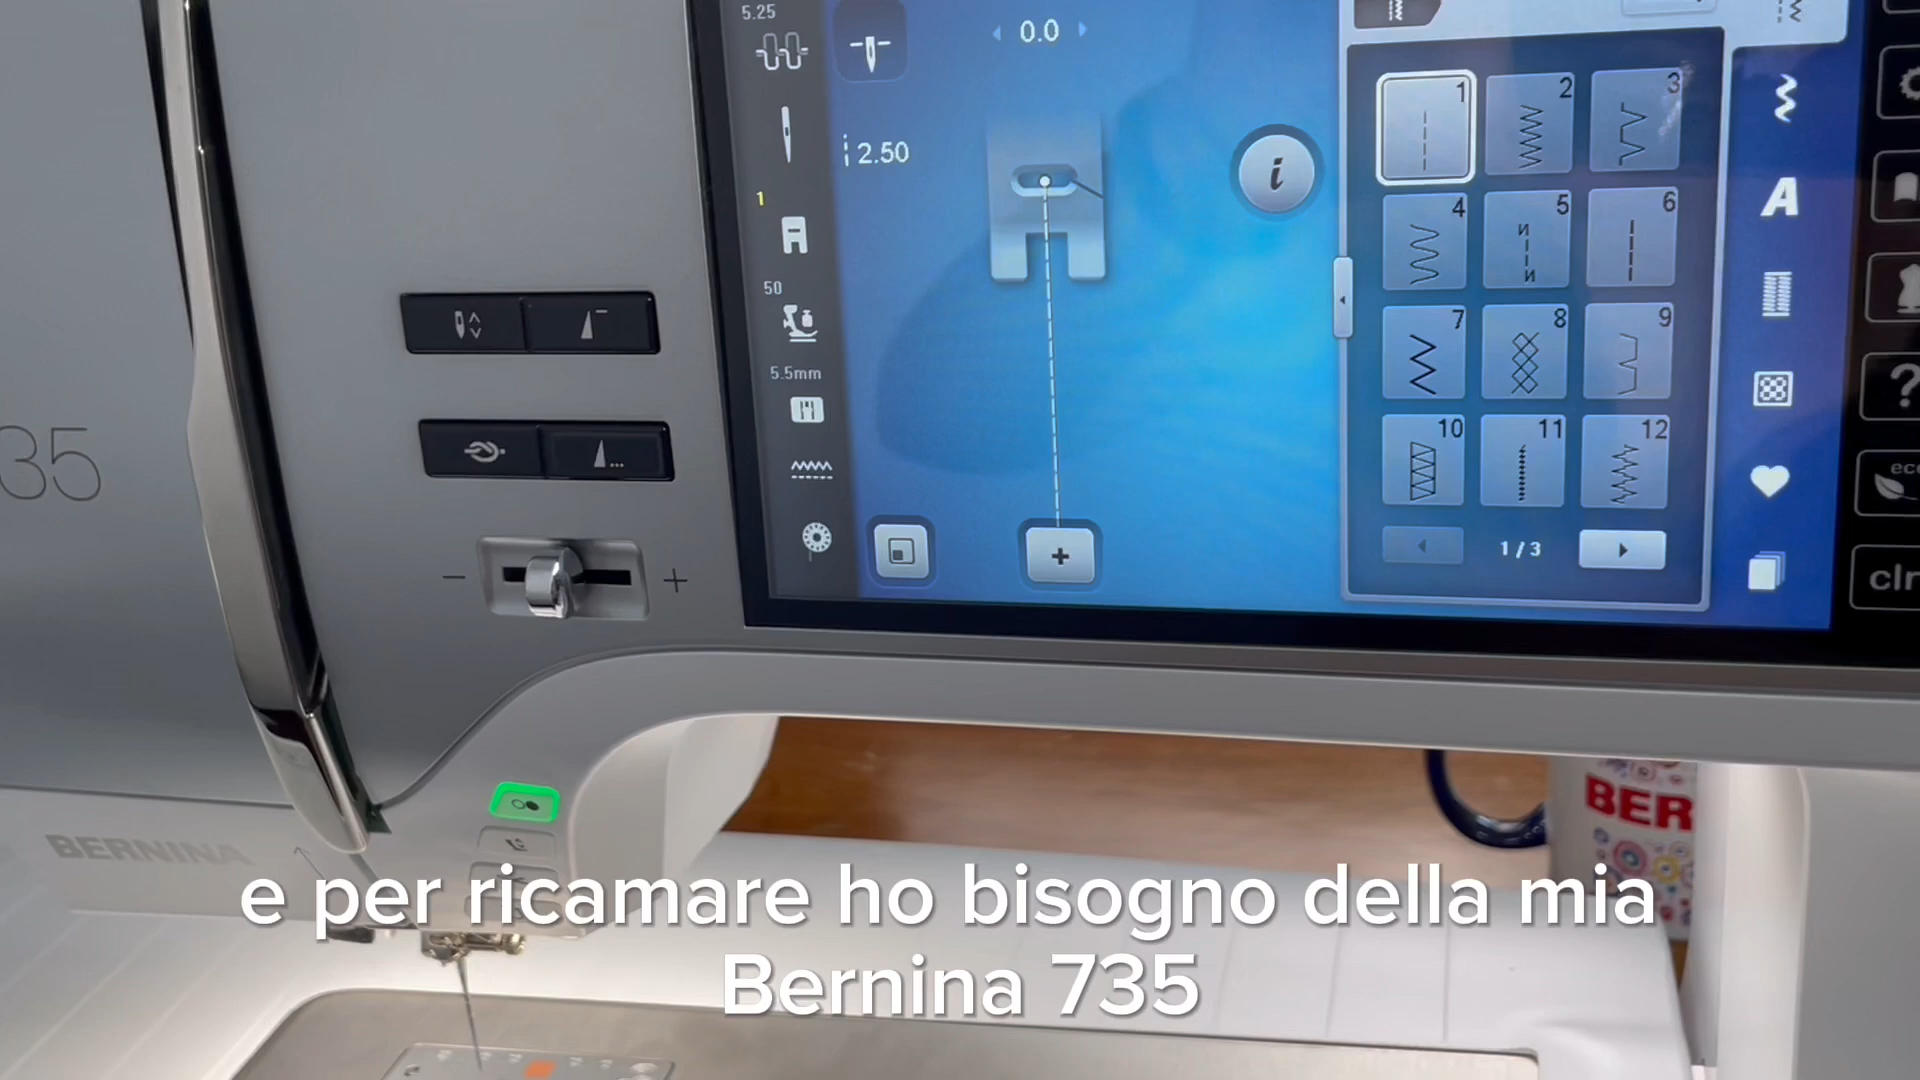 5.25
0.0
2.50
1
50
5.5mm
i
1 2 3
4 5 6
7 8 9
10 11 12
1 / 3
A
?
eco
clr
35
BERNINA
BER
e per ricamare ho bisogno della mia
Bernina 735